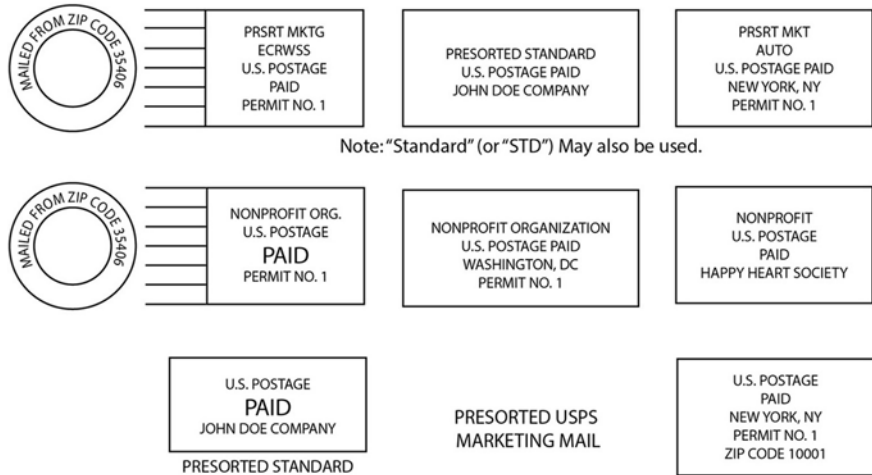 MAILED FROM ZIP CODE 35406
PRSRT MKTG
ECRWSS
U.S. POSTAGE
PAID
PERMIT NO. 1
PRESORTED STANDARD
U.S. POSTAGE PAID
JOHN DOE COMPANY
PRSRT MKT
AUTO
U.S. POSTAGE PAID
NEW YORK, NY
PERMIT NO. 1
Note: “Standard” (or “STD”) May also be used.
MAILED FROM ZIP CODE 35406
NONPROFIT ORG.
U.S. POSTAGE
PAID
PERMIT NO. 1
NONPROFIT ORGANIZATION
U.S. POSTAGE PAID
WASHINGTON, DC
PERMIT NO. 1
NONPROFIT
U.S. POSTAGE
PAID
HAPPY HEART SOCIETY
U.S. POSTAGE
PAID
JOHN DOE COMPANY
PRESORTED STANDARD
PRESORTED USPS
MARKETING MAIL
U.S. POSTAGE
PAID
NEW YORK, NY
PERMIT NO. 1
ZIP CODE 10001